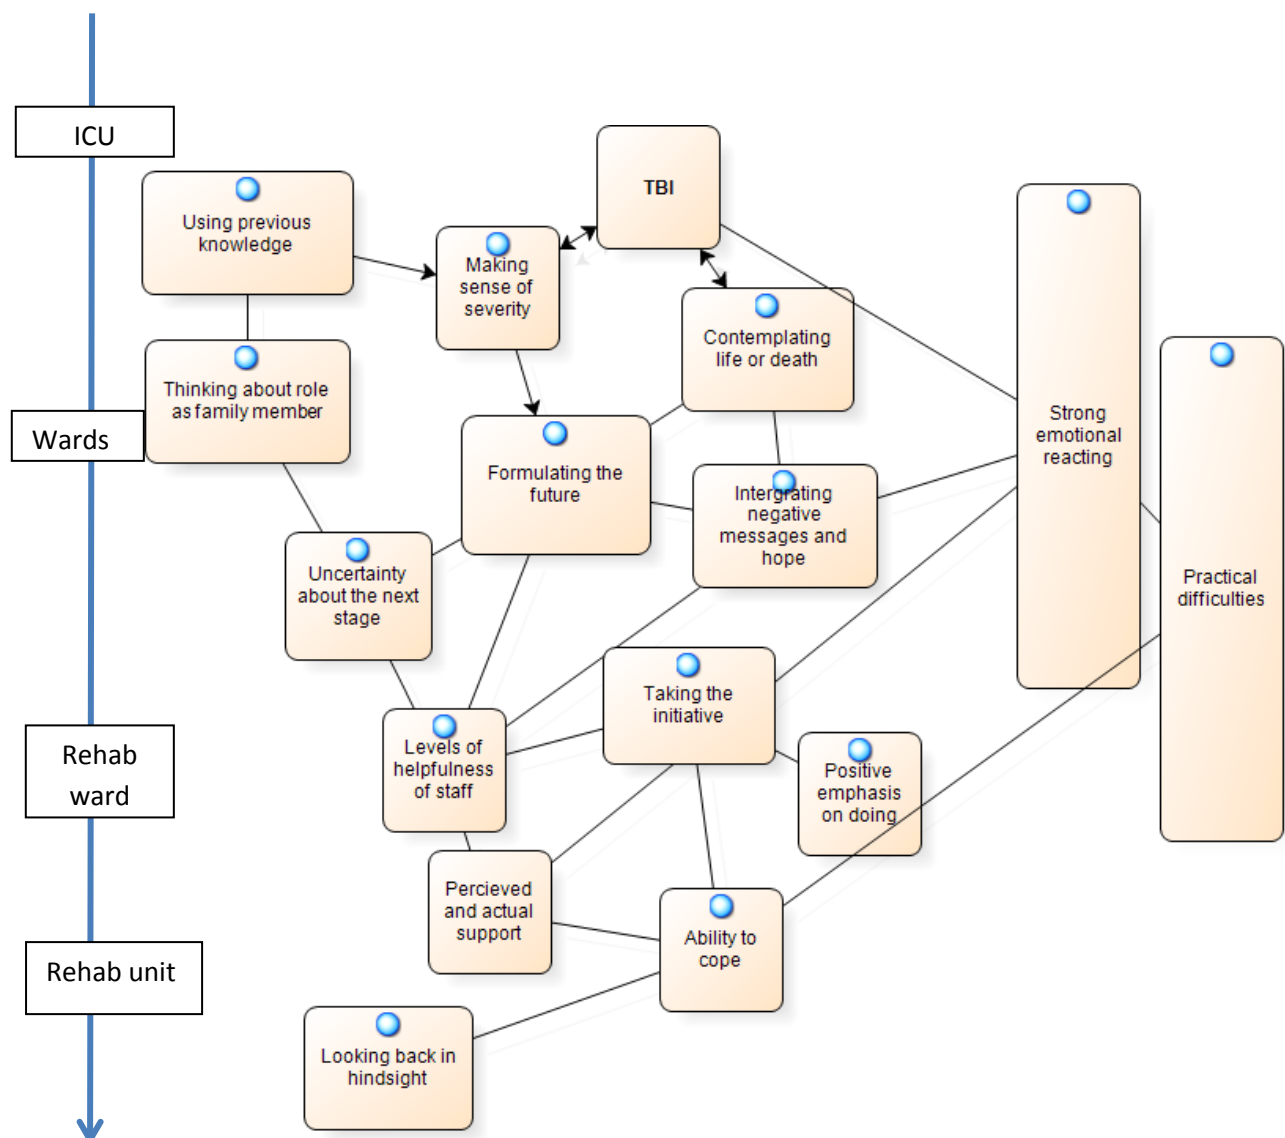 ICU
TBI
Using previous
knowledge
Making
sense of
severity
Contemplating
life or death
Thinking about role
as family member
Wards
Strong
emotional
reacting
Formulating the
future
Intergrating
negative
messages and
hope
Uncertainty
about the next
stage
Practical
difficulties
Taking the
initiative
Rehab
ward
Levels of
helpfulness
of staff
Positive
emphasis
on doing
Percieved
and actual
support
Ability to
cope
Rehab unit
Looking back in
hindsight